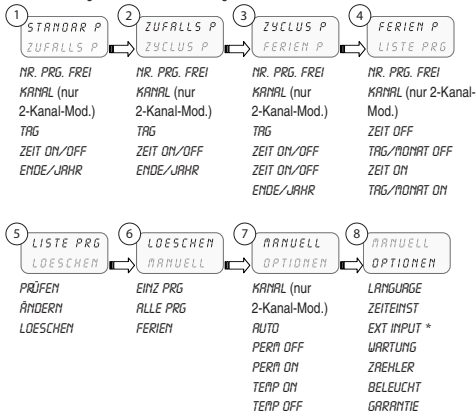 1
STANDAR P
ZUFALLS P
NR. PRG. FREI
KANAL (nur
2-Kanal-Mod.)
TAG
ZEIT ON/OFF
ENDE/JAHR
2
ZUFALLS P
ZYCLUS P
NR. PRG. FREI
KANAL (nur
2-Kanal-Mod.)
TAG
ZEIT ON/OFF
ENDE/JAHR
3
ZYCLUS P
FERIEN P
NR. PRG. FREI
KANAL (nur
2-Kanal-Mod.)
TAG
ZEIT ON/OFF
ZEIT ON/OFF
ENDE/JAHR
4
FERIEN P
LISTE PRG
NR. PRG. FREI
KANAL (nur 2-Kanal-
Mod.)
ZEIT OFF
TAG/MONAT OFF
ZEIT ON
TAG/MONAT ON
5
LISTE PRG
LOESCHEN
PRÜFEN
ÄNDERN
LOESCHEN
6
LOESCHEN
MANUELL
EINZ PRG
ALLE PRG
FERIEN
7
MANUELL
OPTIONEN
KANAL (nur
2-Kanal-Mod.)
AUTO
PERM OFF
PERM ON
TEMP ON
TEMP OFF
8
MANUELL
OPTIONEN
LANGUAGE
ZEITEINST
EXT INPUT *
WARTUNG
ZAEHLER
BELEUCHT
GARANTIE